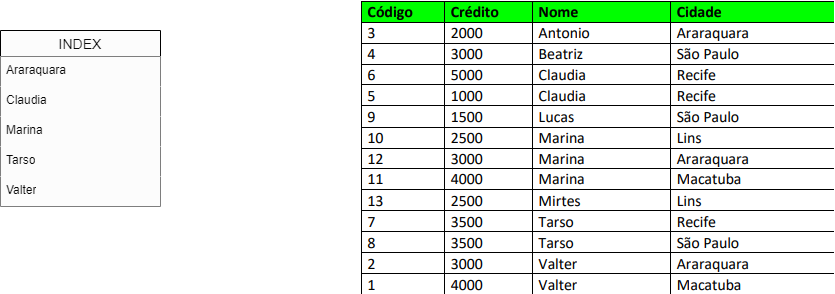 INDEX
Araraquara
Claudia
Marina
Tarso
Valter
Código Crédito Nome Cidade
3 2000 Antonio Araraquara
4 3000 Beatriz São Paulo
6 5000 Claudia Recife
5 1000 Claudia Recife
9 1500 Lucas São Paulo
10 2500 Marina Lins
12 3000 Marina Araraquara
11 4000 Marina Macatuba
13 2500 Mirtes Lins
7 3500 Tarso Recife
8 3500 Tarso São Paulo
2 3000 Valter Araraquara
1 4000 Valter Macatuba